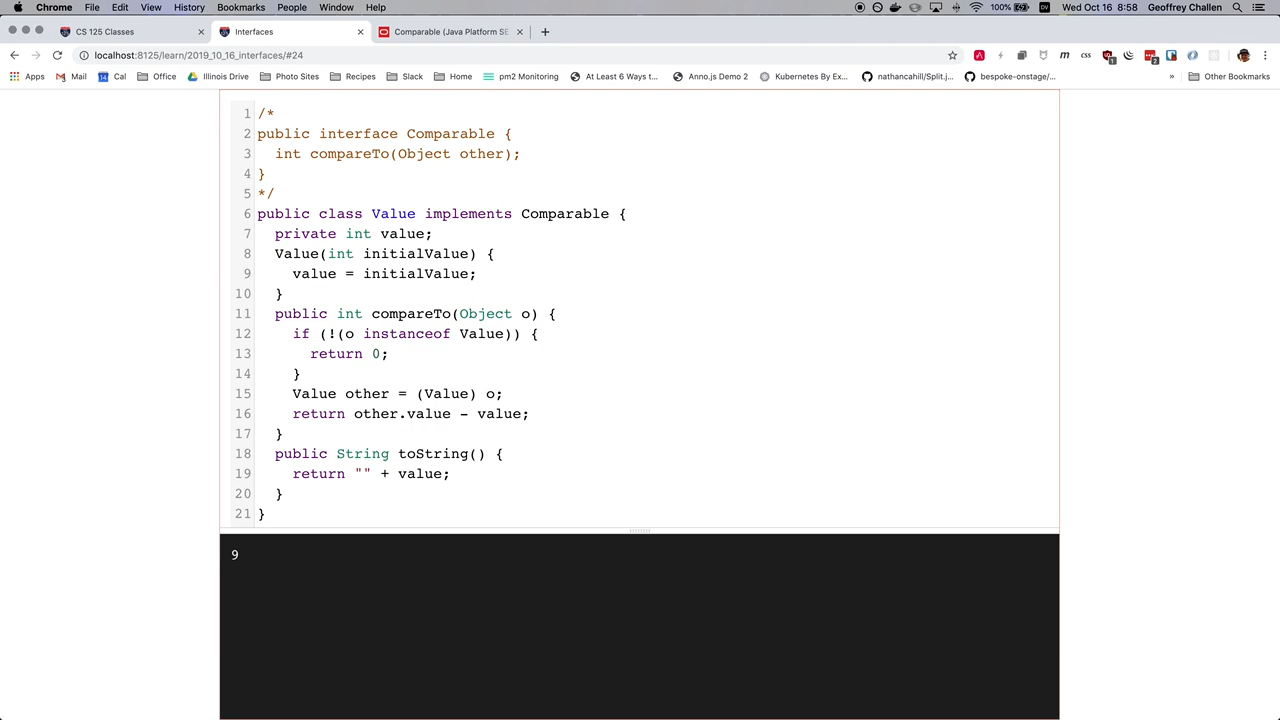 Chrome File Edit View History Bookmarks People Window Help 100% Wed Oct 16 8:58 Geoffrey Challen
CS 125 Classes Interfaces Comparable (Java Platform SE
localhost:8125/learn/2019_10_16_interfaces/#24
Apps Mail Cal Office Illinois Drive Photo Sites Recipes Slack Home pm2 Monitoring At Least 6 Ways t... Anno.js Demo 2 Kubernetes By Ex... nathancahill/Split.j... bespoke-onstage/... » Other Bookmarks
1 /*
2 public interface Comparable {
3 int compareTo(Object other);
4 }
5 */
6 public class Value implements Comparable {
7 private int value;
8 Value(int initialValue) {
9 value = initialValue;
10 }
11 public int compareTo(Object o) {
12 if (!(o instanceof Value)) {
13 return 0;
14 }
15 Value other = (Value) o;
16 return other.value - value;
17 }
18 public String toString() {
19 return "" + value;
20 }
21 }
9